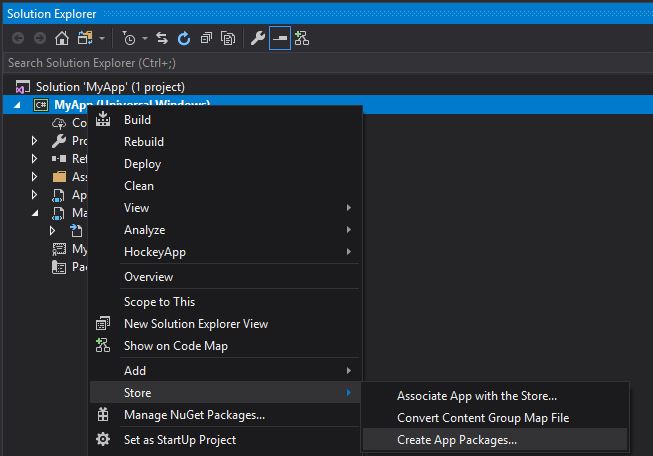 Solution Explorer
Search Solution Explorer (Ctrl+;)
Solution 'MyApp' (1 project)
C# MyApp (Universal Windows)
Co
Build
Pro
Rebuild
Ref
Deploy
Ass
Clean
Ap
View
Ma
Analyze
HockeyApp
My
Overview
Pac
Scope to This
New Solution Explorer View
Show on Code Map
Add
Store
Associate App with the Store...
Manage NuGet Packages...
Convert Content Group Map File
Set as StartUp Project
Create App Packages...